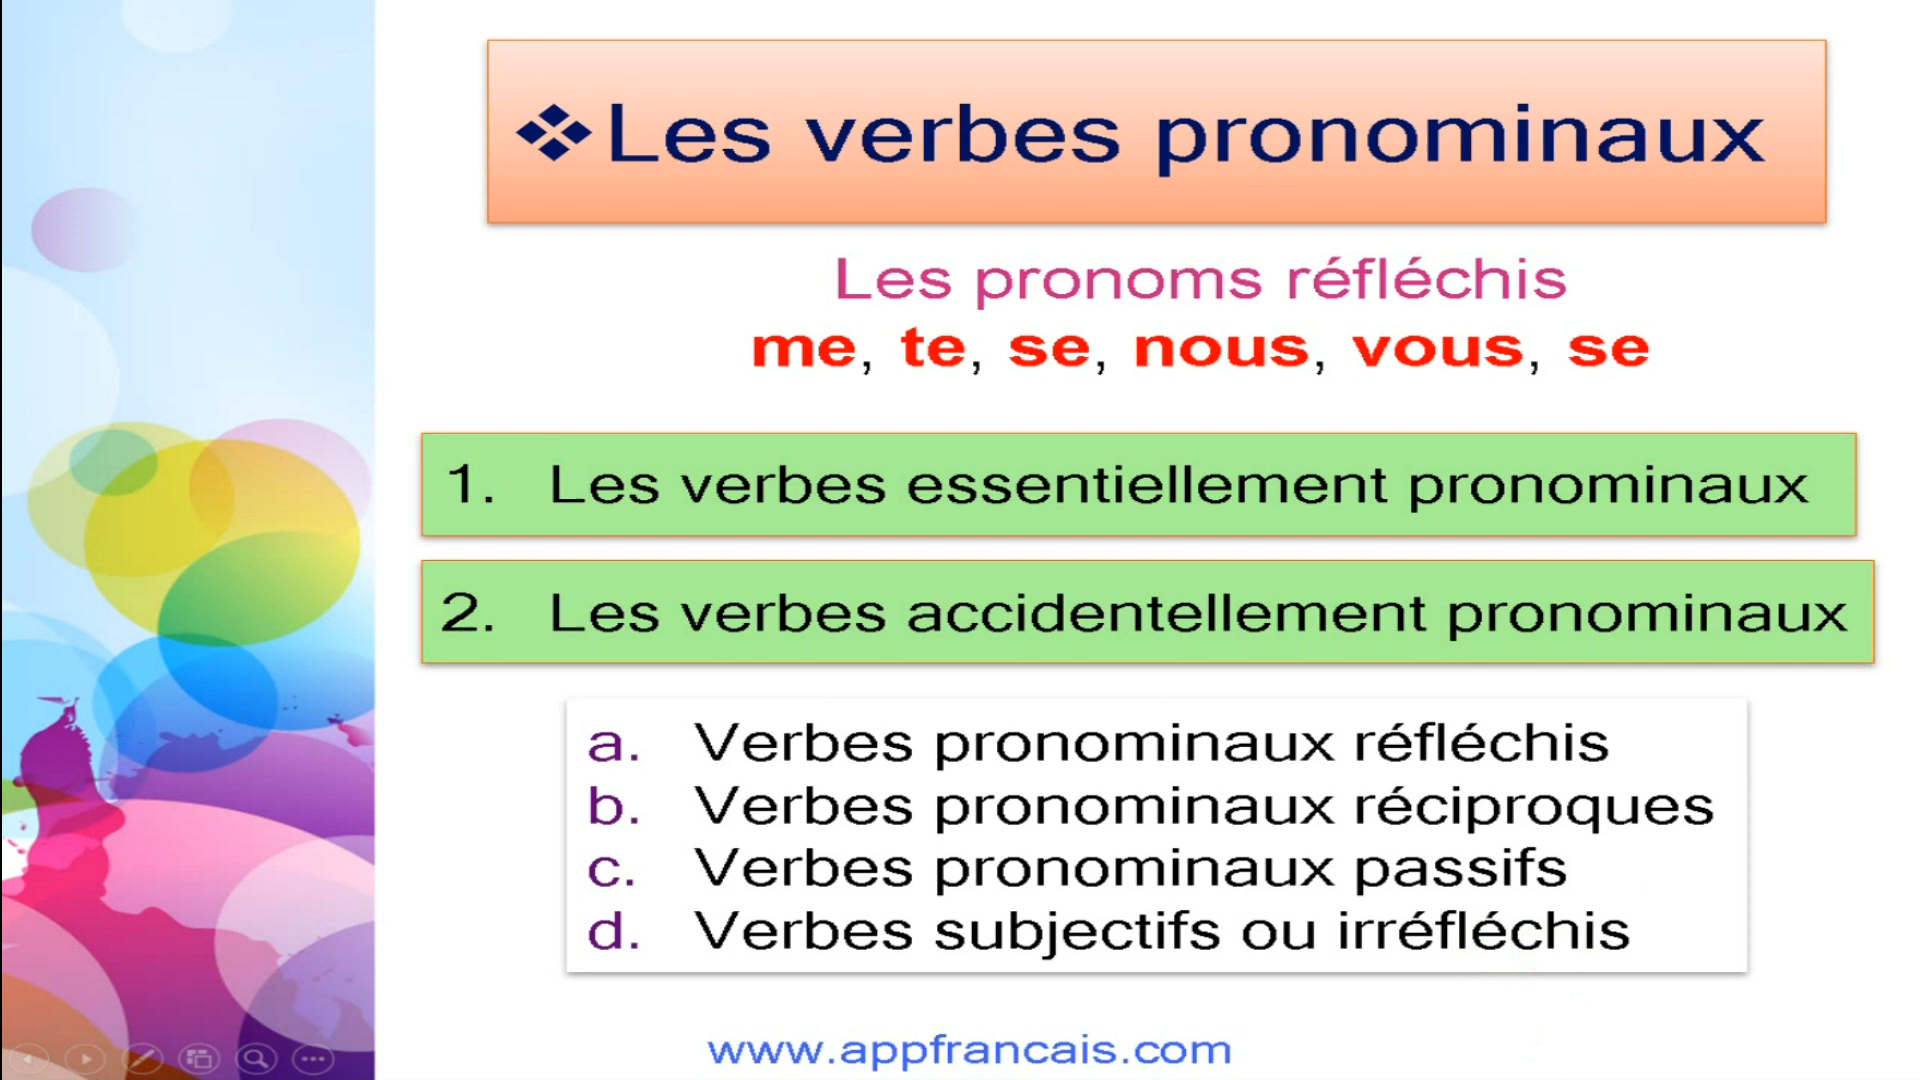 ❖Les verbes pronominaux
Les pronoms réfléchis
me, te, se, nous, vous, se
1. Les verbes essentiellement pronominaux
2. Les verbes accidentellement pronominaux
a. Verbes pronominaux réfléchis
b. Verbes pronominaux réciproques
c. Verbes pronominaux passifs
d. Verbes subjectifs ou irréfléchis
www.appfrancais.com